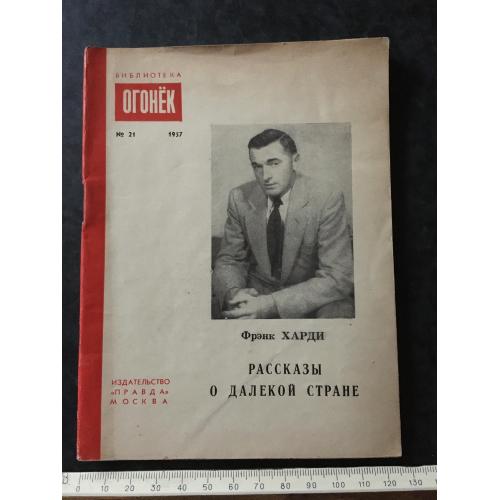 БИБЛИОТЕКА
ОГОНЁК
№ 21 1957
Фрэнк ХАРДИ
РАССКАЗЫ
О ДАЛЕКОЙ СТРАНЕ
ИЗДАТЕЛЬСТВО
«ПРАВДА»
МОСКВА
0 10 20 30 40 50 60 70 80 90 100 110 120 130